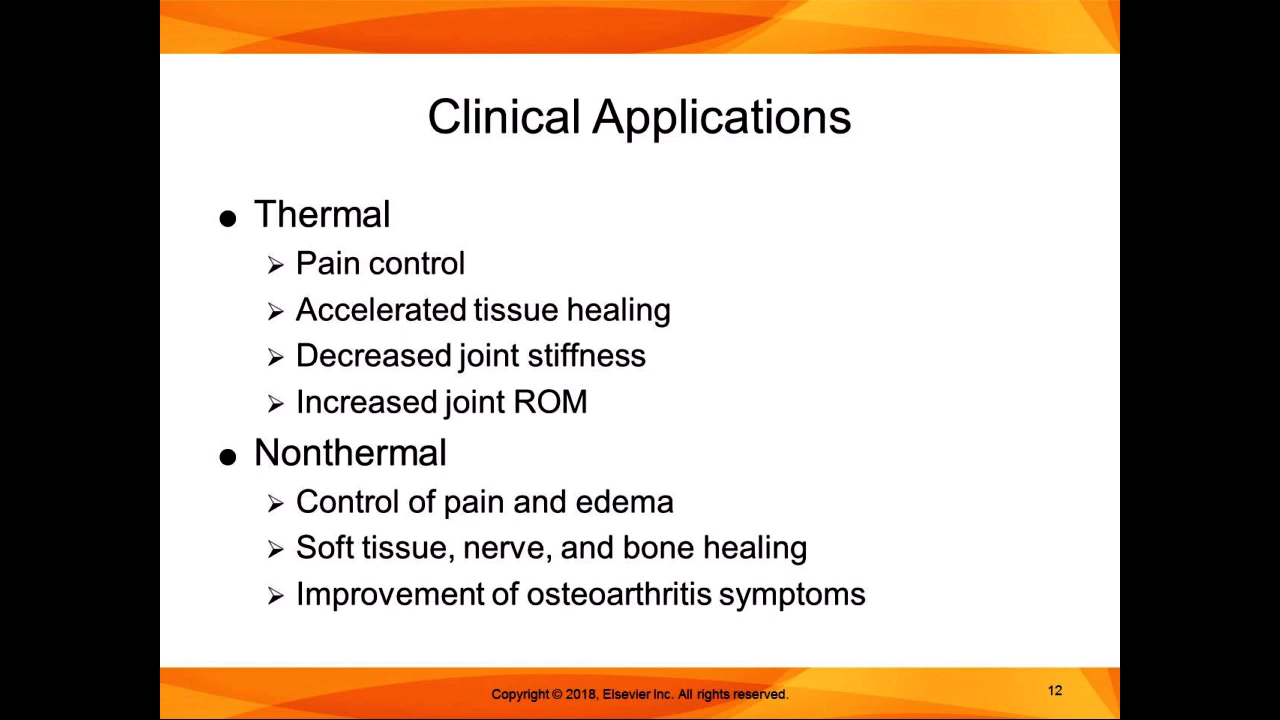 Clinical Applications
● Thermal
➢ Pain control
➢ Accelerated tissue healing
➢ Decreased joint stiffness
➢ Increased joint ROM
● Nonthermal
➢ Control of pain and edema
➢ Soft tissue, nerve, and bone healing
➢ Improvement of osteoarthritis symptoms
Copyright © 2018, Elsevier Inc. All rights reserved.
12